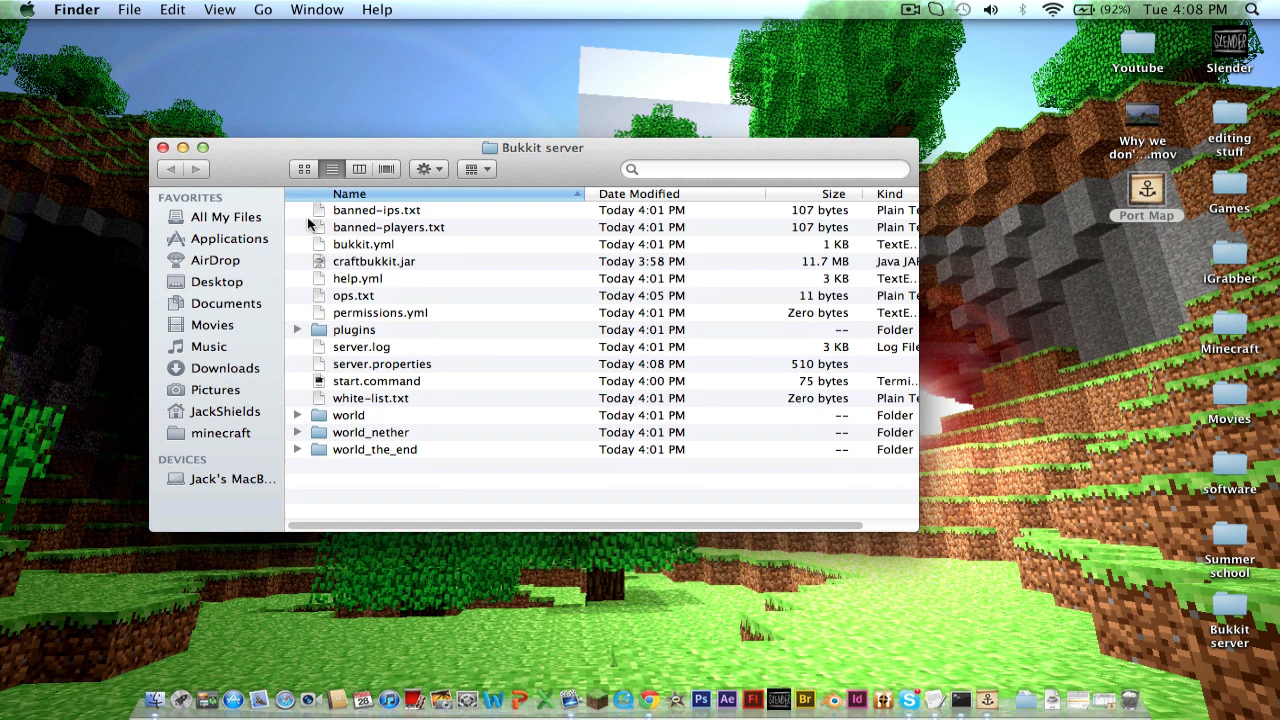 Finder File Edit View Go Window Help (92%) Tue 4:08 PM
Youtube
SLENDER
Slender
Why we
don'....mov
editing
stuff
Port Map
Games
iGrabber
Minecraft
Movies
software
Summer
school
Bukkit
server
Bukkit server
FAVORITES
All My Files
Applications
AirDrop
Desktop
Documents
Movies
Music
Downloads
Pictures
JackShields
minecraft
DEVICES
Jack's MacB...
Name Date Modified Size Kind
banned-ips.txt Today 4:01 PM 107 bytes Plain Te
banned-players.txt Today 4:01 PM 107 bytes Plain Te
bukkit.yml Today 4:01 PM 1 KB TextE...
craftbukkit.jar Today 3:58 PM 11.7 MB Java JAR
help.yml Today 4:01 PM 3 KB TextE...
ops.txt Today 4:05 PM 11 bytes Plain Te
permissions.yml Today 4:01 PM Zero bytes TextE...
plugins Today 4:01 PM -- Folder
server.log Today 4:01 PM 3 KB Log File
server.properties Today 4:08 PM 510 bytes
start.command Today 4:00 PM 75 bytes Termi...
white-list.txt Today 4:01 PM Zero bytes Plain Te
world Today 4:01 PM -- Folder
world_nether Today 4:01 PM -- Folder
world_the_end Today 4:01 PM -- Folder
28 W P X Ps Ae Fl SLENDER Br Id S